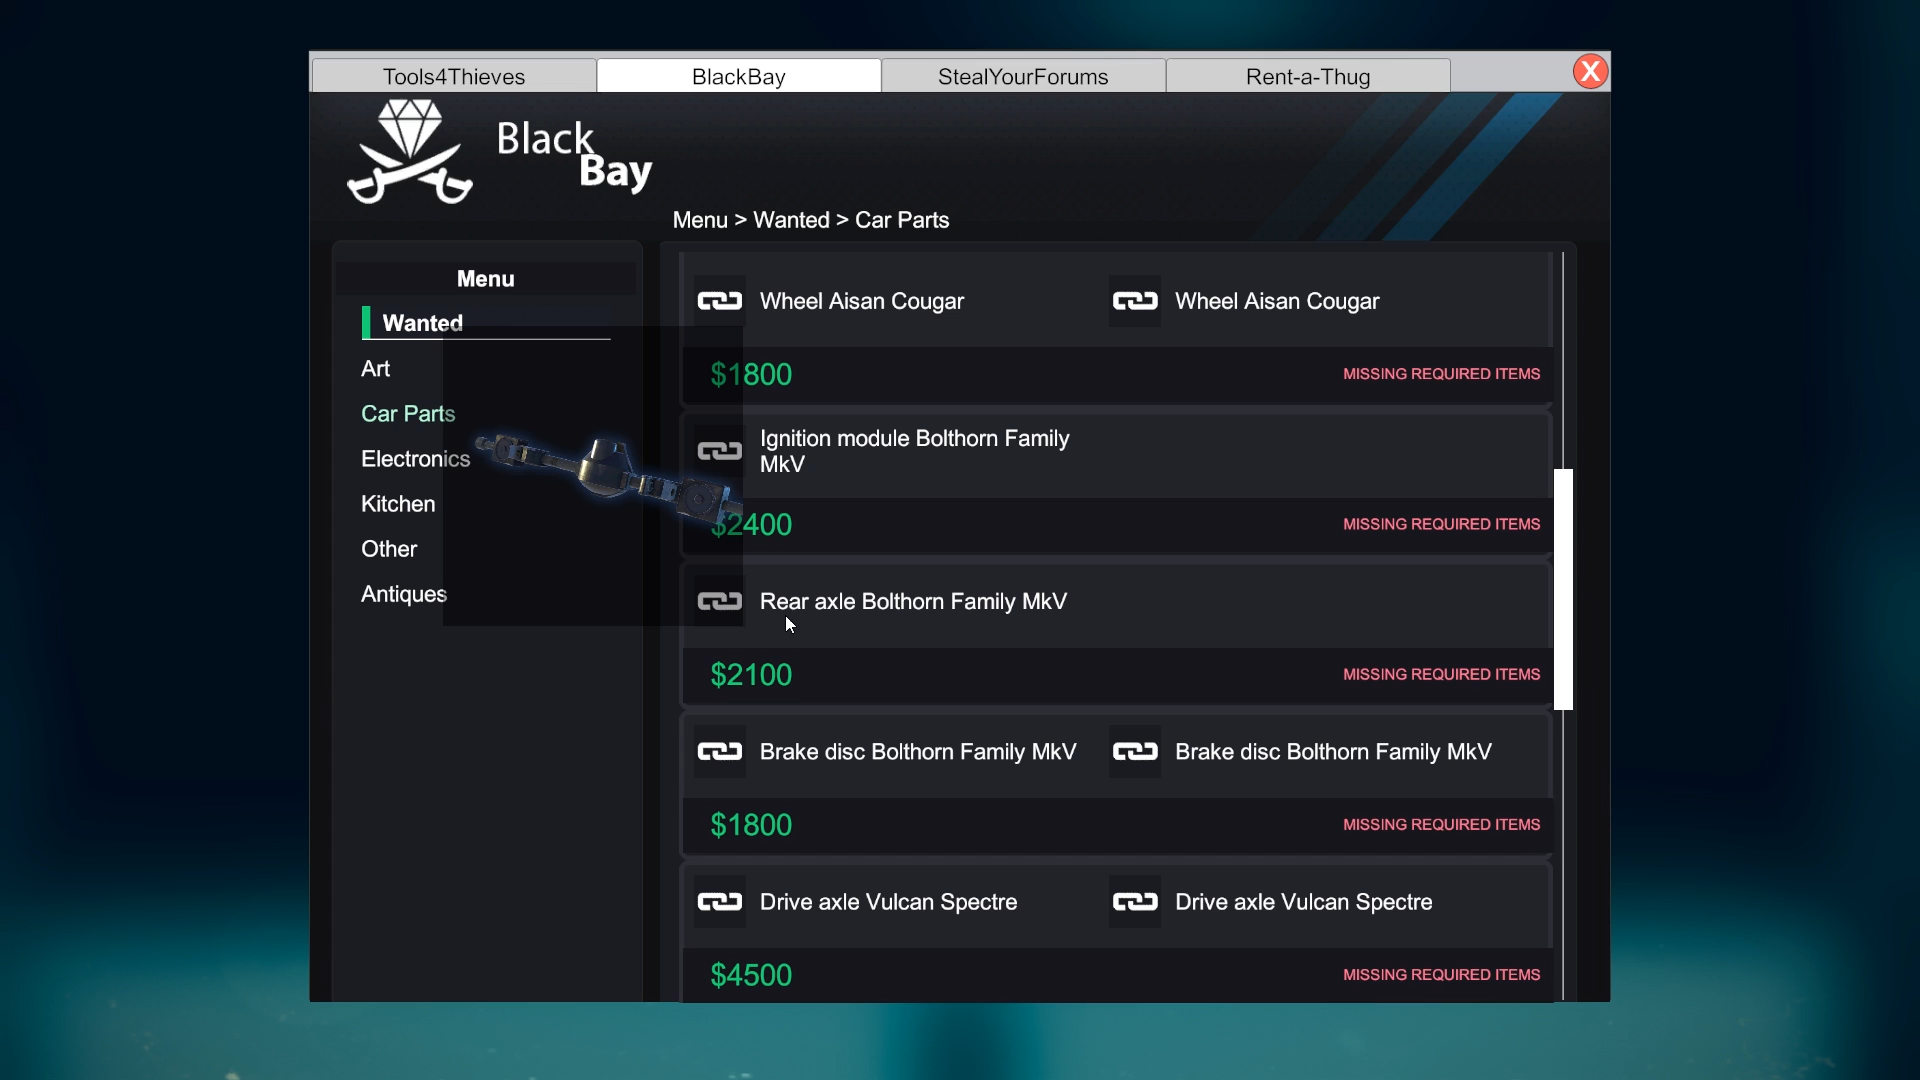 Tools4Thieves
BlackBay
StealYourForums
Rent-a-Thug
X
Black
Bay
Menu > Wanted > Car Parts
Menu
Wanted
Art
Car Parts
Electronics
Kitchen
Other
Antiques
Wheel Aisan Cougar
Wheel Aisan Cougar
$1800
MISSING REQUIRED ITEMS
Ignition module Bolthorn Family
MkV
$2400
MISSING REQUIRED ITEMS
Rear axle Bolthorn Family MkV
$2100
MISSING REQUIRED ITEMS
Brake disc Bolthorn Family MkV
Brake disc Bolthorn Family MkV
$1800
MISSING REQUIRED ITEMS
Drive axle Vulcan Spectre
Drive axle Vulcan Spectre
$4500
MISSING REQUIRED ITEMS